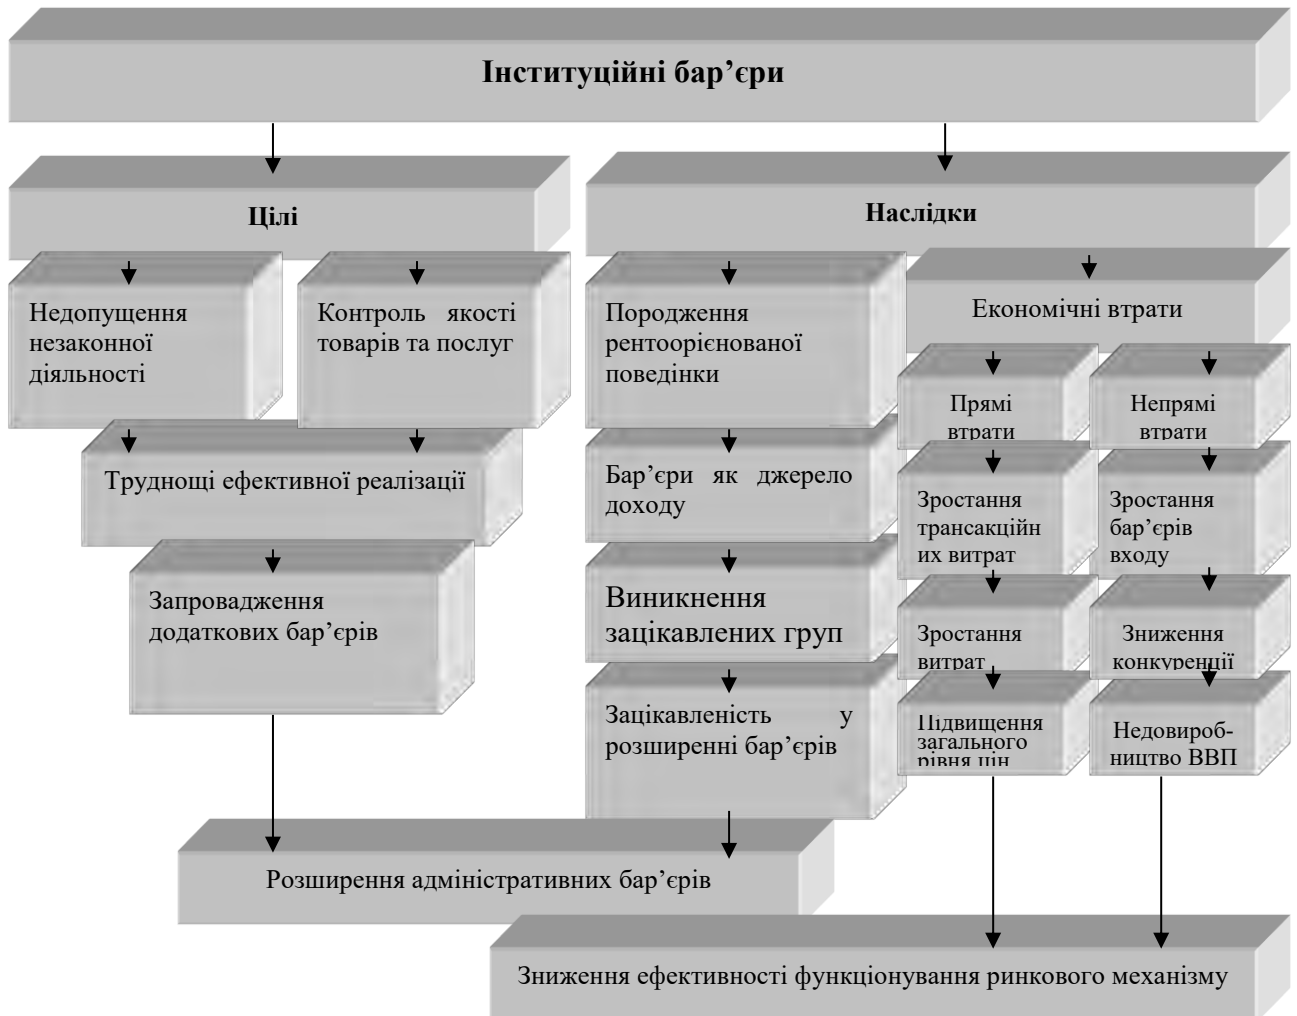 Інституційні бар’єри
Цілі
Наслідки
Недопущення
незаконної
діяльності
Контроль якості
товарів та послуг
Породження
рентоорієнованої
поведінки
Економічні втрати
Прямі
втрати
Непрямі
втрати
Труднощі ефективної реалізації
Бар’єри як джерело
доходу
Зростання
трансакційн
их витрат
Зростання
бар’єрів
входу
Запровадження
додаткових бар’єрів
Виникнення
зацікавлених груп
Зростання
витрат
Зниження
конкуренції
Зацікавленість у
розширенні бар’єрів
Підвищення
загального
рівня цін
Недовироб-
ництво ВВП
Розширення адміністративних бар’єрів
Зниження ефективності функціонування ринкового механізму